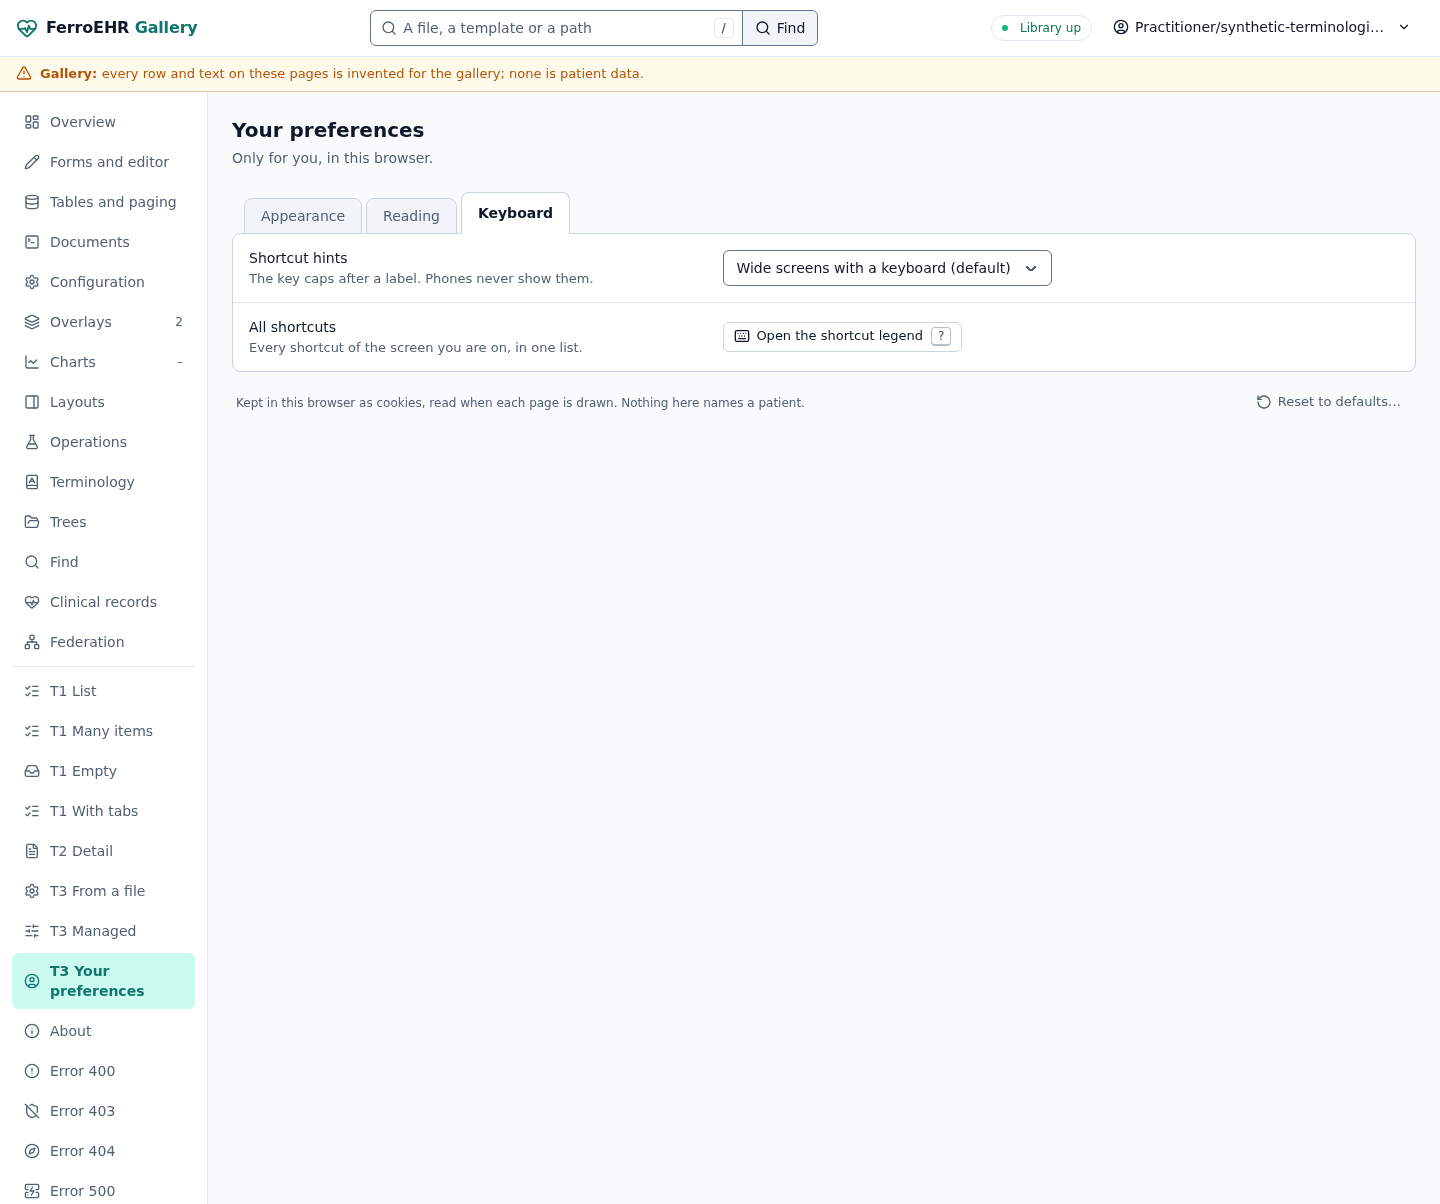 FerroEHR Gallery
A file, a template or a path
/
Find
Library up
Practitioner/synthetic-terminologi…
Gallery: every row and text on these pages is invented for the gallery; none is patient data.
Overview
Forms and editor
Tables and paging
Documents
Configuration
Overlays 2
Charts –
Layouts
Operations
Terminology
Trees
Find
Clinical records
Federation
T1 List
T1 Many items
T1 Empty
T1 With tabs
T2 Detail
T3 From a file
T3 Managed
T3 Your
preferences
About
Error 400
Error 403
Error 404
Error 500
Your preferences
Only for you, in this browser.
Appearance
Reading
Keyboard
Shortcut hints
The key caps after a label. Phones never show them.
Wide screens with a keyboard (default)
All shortcuts
Every shortcut of the screen you are on, in one list.
Open the shortcut legend ?
Kept in this browser as cookies, read when each page is drawn. Nothing here names a patient.
Reset to defaults…